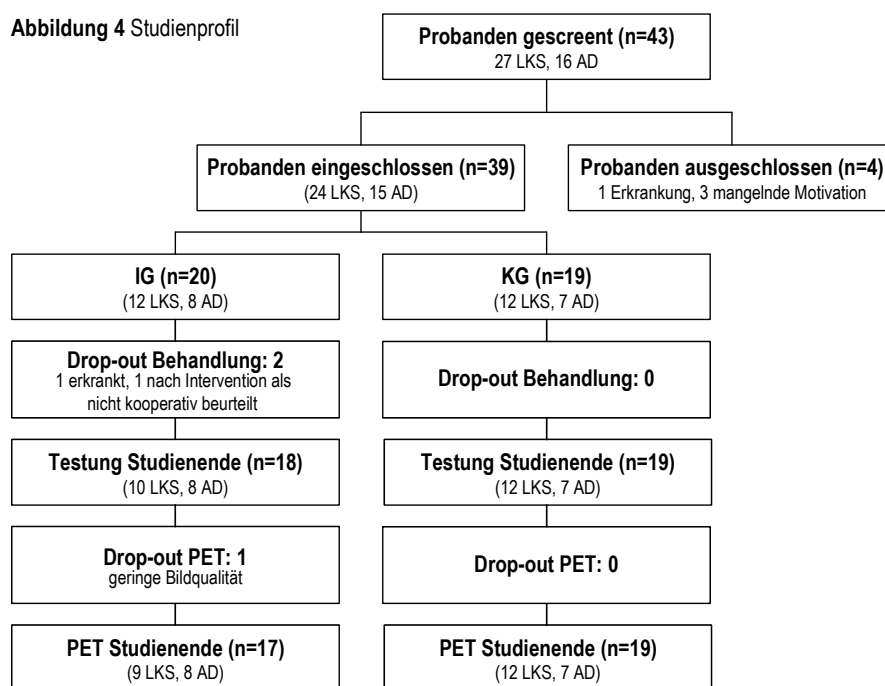 Abbildung 4 Studienprofil
Probanden gescreent (n=43)
27 LKS, 16 AD
Probanden eingeschlossen (n=39)
(24 LKS, 15 AD)
Probanden ausgeschlossen (n=4)
1 Erkrankung, 3 mangelnde Motivation
IG (n=20)
(12 LKS, 8 AD)
KG (n=19)
(12 LKS, 7 AD)
Drop-out Behandlung: 2
1 erkrankt, 1 nach Intervention als
nicht kooperativ beurteilt
Drop-out Behandlung: 0
Testung Studienende (n=18)
(10 LKS, 8 AD)
Testung Studienende (n=19)
(12 LKS, 7 AD)
Drop-out PET: 1
geringe Bildqualität
Drop-out PET: 0
PET Studienende (n=17)
(9 LKS, 8 AD)
PET Studienende (n=19)
(12 LKS, 7 AD)